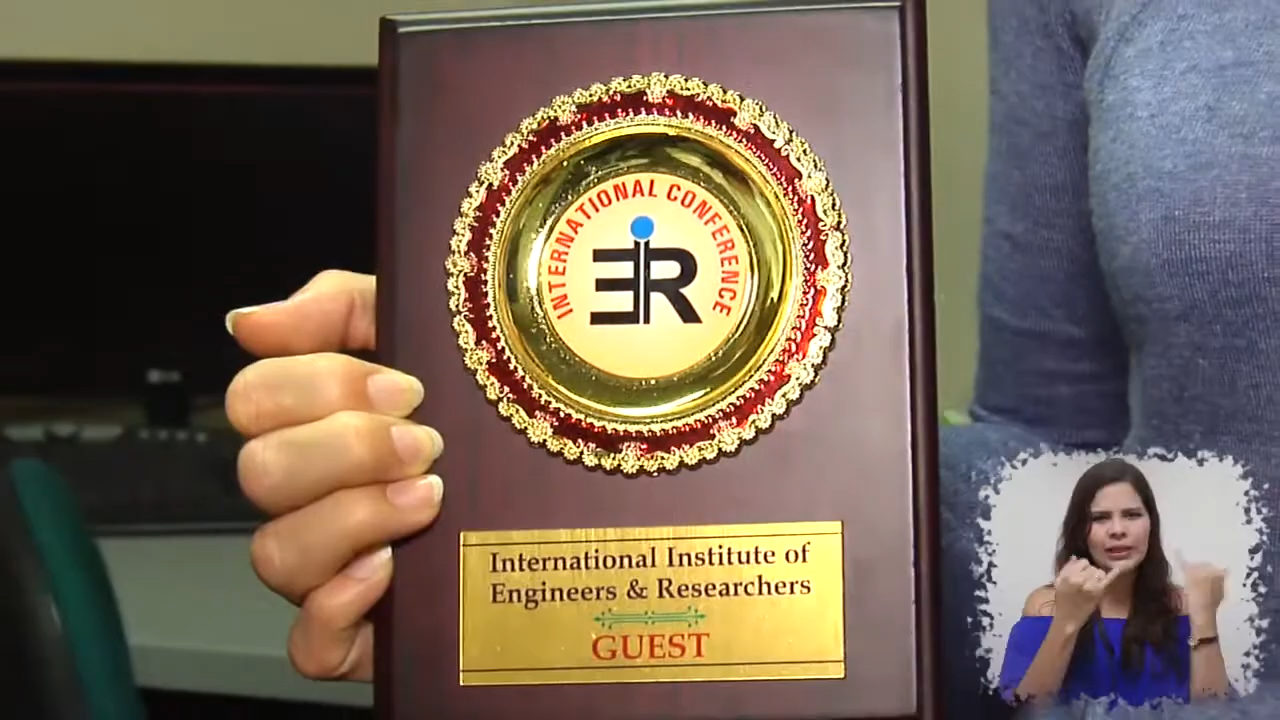 INTERNATIONAL CONFERENCE
IIER
International Institute of
Engineers & Researchers
GUEST